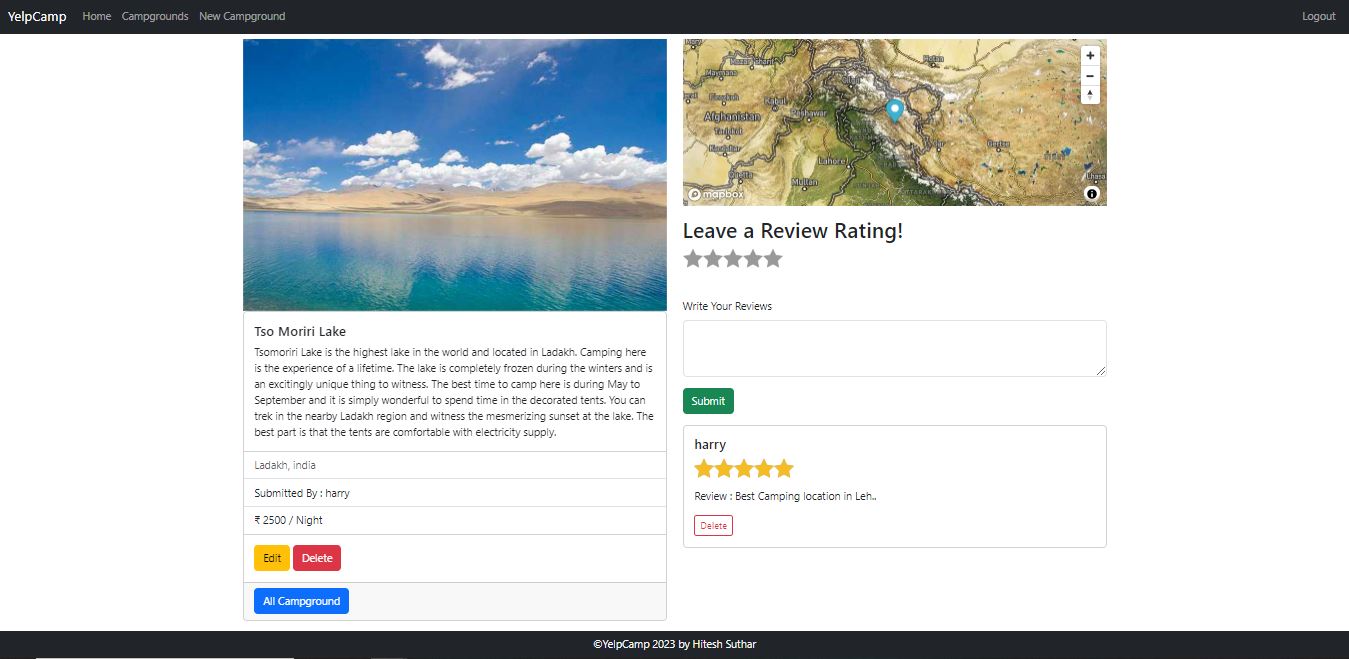 YelpCamp Home Campgrounds New Campground Logout
Tso Moriri Lake
Tsomoriri Lake is the highest lake in the world and located in Ladakh. Camping here
is the experience of a lifetime. The lake is completely frozen during the winters and is
an excitingly unique thing to witness. The best time to camp here is during May to
September and it is simply wonderful to spend time in the decorated tents. You can
trek in the nearby Ladakh region and witness the mesmerizing sunset at the lake. The
best part is that the tents are comfortable with electricity supply.
Ladakh, india
Submitted By : harry
₹ 2500 / Night
Edit Delete
All Campground
Hotan
Kabul
Peshawar
Afghanistan
Lahore
Quetta
Multan
Lhasa
mapbox
Leave a Review Rating!
Write Your Reviews
Submit
harry
Review : Best Camping location in Leh..
Delete
©YelpCamp 2023 by Hitesh Suthar